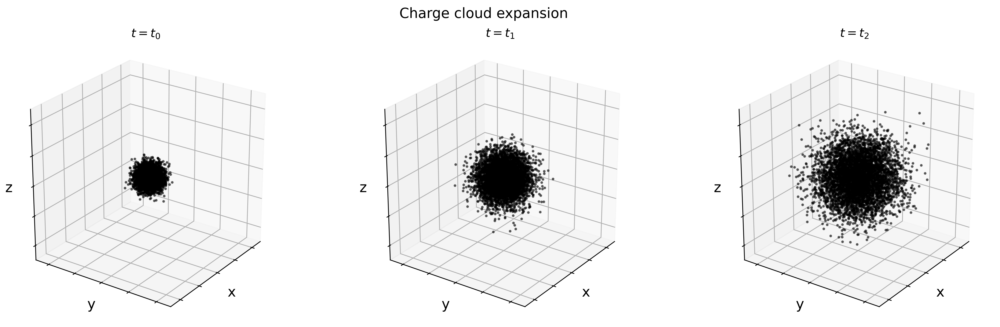 Charge cloud expansion
t = t₀
t = t₁
t = t₂
z
y
x
z
y
x
z
y
x